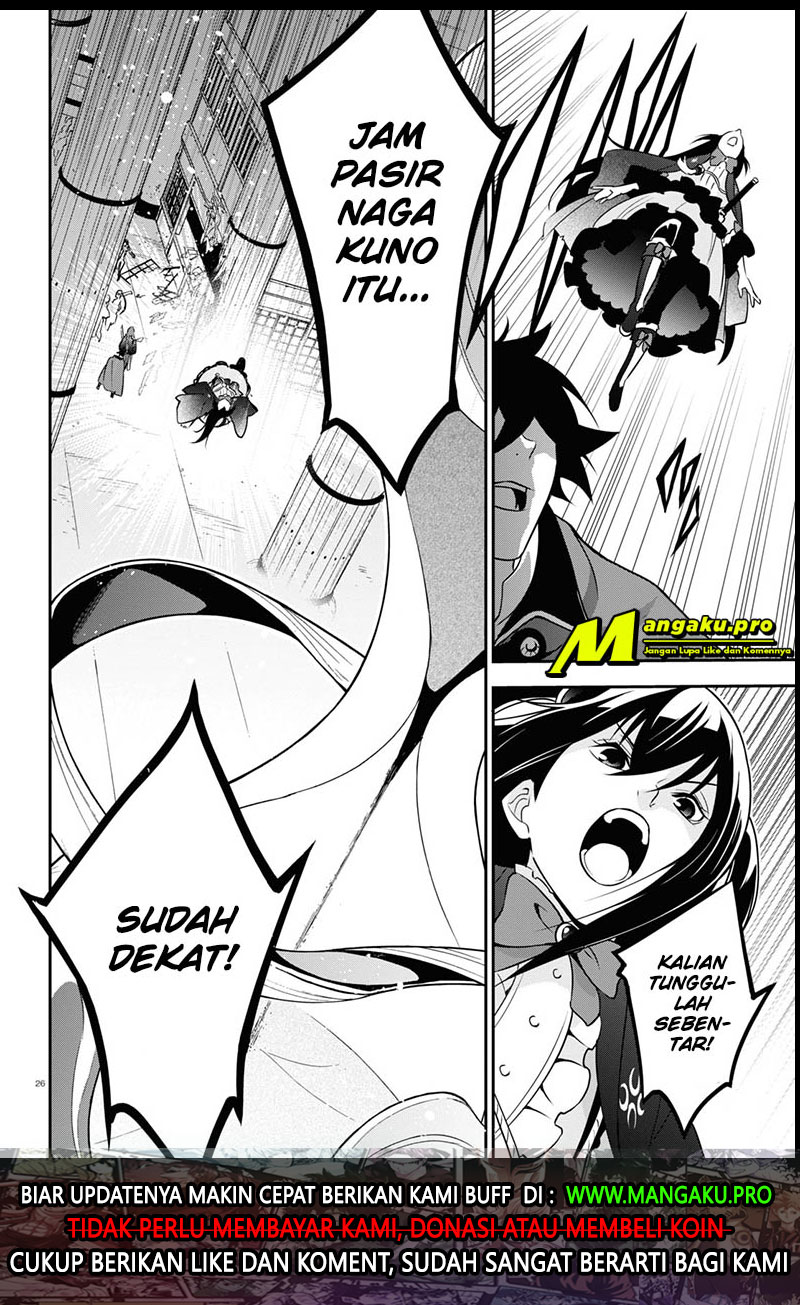 JAM
PASIR
NAGA
KUNO
ITU...
Mangaku.pro
Jangan Lupa Like dan Komennya
KALIAN
TUNGGU-
LAH
SEBEN-
TAR!
SUDAH
DEKAT!
26
BIAR UPDATENYA MAKIN CEPAT BERIKAN KAMI BUFF DI : WWW.MANGAKU.PRO
TIDAK PERLU MEMBAYAR KAMI, DONASI ATAU MEMBELI KOIN
CUKUP BERIKAN LIKE DAN KOMENT, SUDAH SANGAT BERARTI BAGI KAMI